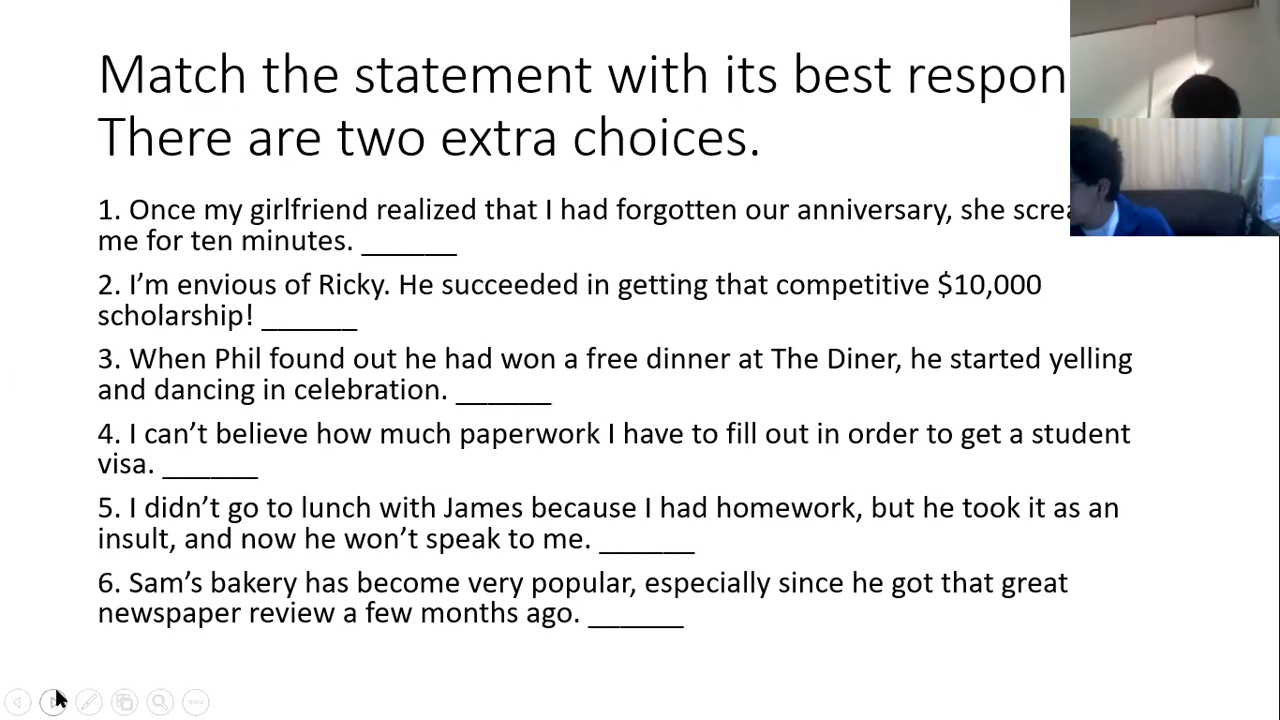 Match the statement with its best respon
There are two extra choices.
1. Once my girlfriend realized that I had forgotten our anniversary, she screa
me for ten minutes. ______
2. I’m envious of Ricky. He succeeded in getting that competitive $10,000
scholarship! ______
3. When Phil found out he had won a free dinner at The Diner, he started yelling
and dancing in celebration. ______
4. I can’t believe how much paperwork I have to fill out in order to get a student
visa. ______
5. I didn’t go to lunch with James because I had homework, but he took it as an
insult, and now he won’t speak to me. ______
6. Sam’s bakery has become very popular, especially since he got that great
newspaper review a few months ago. ______